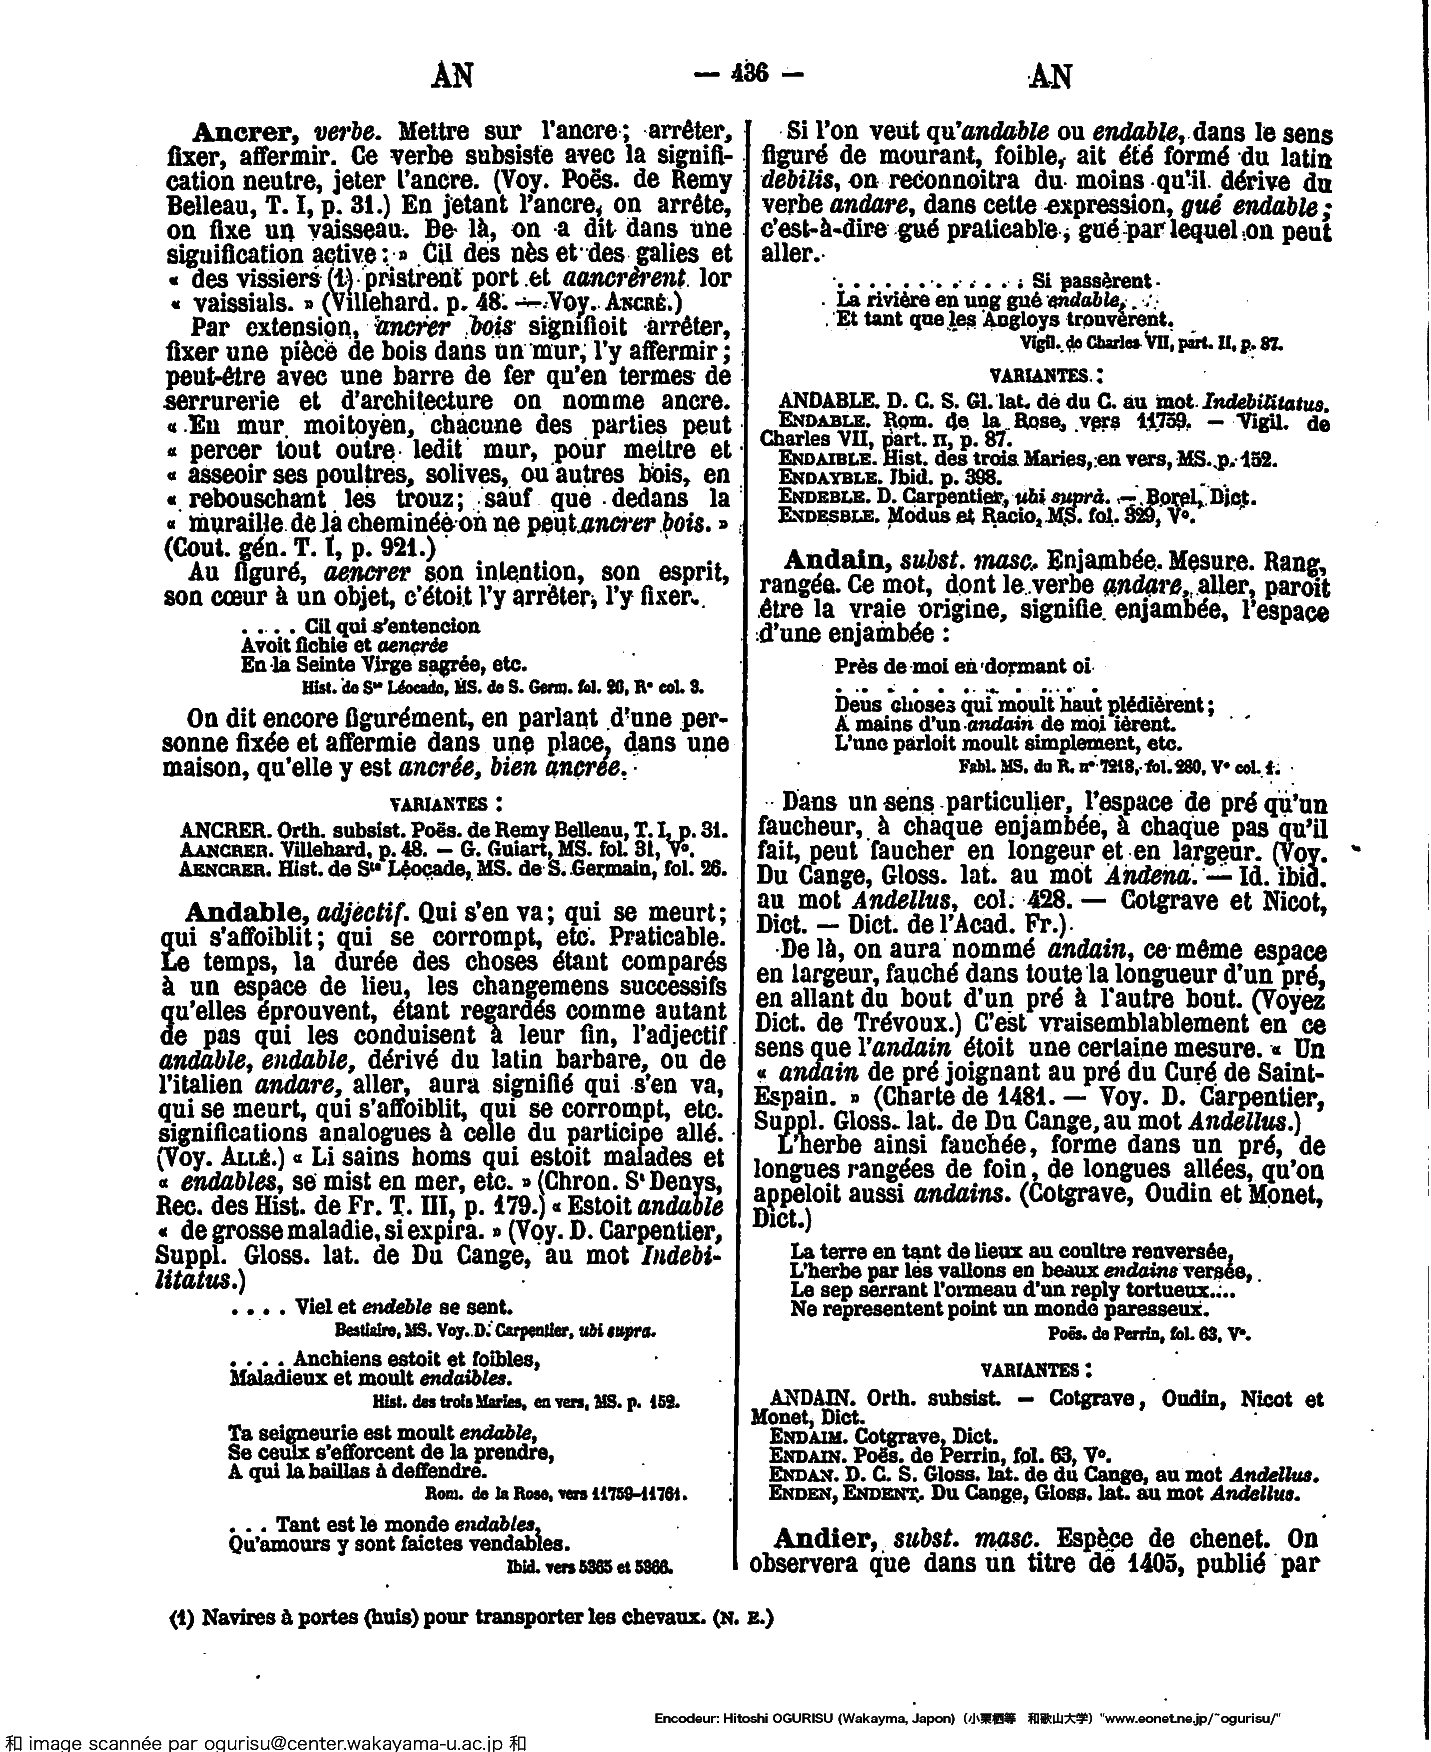 AN — 436 — AN
Ancrer, verbe. Mettre sur l'ancre; arrêter,
fixer, affermir. Ce verbe subsiste avec la signifi-
cation neutre, jeter l'ancre. (Voy. Poës. de Remy
Belleau, T. I, p. 31.) En jetant l'ancre, on arrête,
on fixe un vaisseau. De là, on a dit dans une
signification active : » Cil des nès et des galies et
« des vissiers (1) pristrent port et aancrèrent lor
« vaissials. » (Villehard. p. 48. — Voy. ANCRÉ.)
Par extension, ancrer bois signifioit arrêter,
fixer une pièce de bois dans un mur, l'y affermir ;
peut-être avec une barre de fer qu'en termes de
serrurerie et d'architecture on nomme ancre.
« En mur moitoyen, chacune des parties peut
« percer tout outre ledit mur, pour mettre et
« asseoir ses poultres, solives, ou autres bois, en
« rebouschant les trouz; sauf que dedans la
« muraille de la cheminée on ne peut ancrer bois. »
(Cout. gén. T. I, p. 921.)
Au figuré, aencrer son intention, son esprit,
son cœur à un objet, c'étoit l'y arrêter, l'y fixer.
. . . . Cil qui s'entencion
Avoit fichie et aencrée
En la Seinte Virge sagrée, etc.
Hist. de Ste Léocade, MS. de S. Germ. fol. 26, R° col. 3.
On dit encore figurément, en parlant d'une per-
sonne fixée et affermie dans une place, dans une
maison, qu'elle y est ancrée, bien ancrée.
VARIANTES :
ANCRER. Orth. subsist. Poës. de Remy Belleau, T. I, p. 31.
AANCRER. Villehard, p. 48. — G. Guiart, MS. fol. 31, V°.
AENCRER. Hist. de Ste Léocade, MS. de S. Germain, fol. 26.
Andable, adjectif. Qui s'en va; qui se meurt;
qui s'affoiblit; qui se corrompt, etc. Praticable.
Le temps, la durée des choses étant comparés
à un espace de lieu, les changemens successifs
qu'elles éprouvent, étant regardés comme autant
de pas qui les conduisent à leur fin, l'adjectif
andable, endable, dérivé du latin barbare, ou de
l'italien andare, aller, aura signifié qui s'en va,
qui se meurt, qui s'affoiblit, qui se corrompt, etc.
significations analogues à celle du participe allé.
(Voy. ALLÉ.) « Li sains homs qui estoit malades et
« endables, se mist en mer, etc. » (Chron. St Denys,
Rec. des Hist. de Fr. T. III, p. 179.) « Estoit andable
« de grosse maladie, si expira. » (Voy. D. Carpentier,
Suppl. Gloss. lat. de Du Cange, au mot Indebi-
litatus.)
. . . . Viel et endeble se sent.
Bestiaire, MS. Voy. D. Carpentier, ubi supra.
. . . . Anchiens estoit et foibles,
Maladieux et moult endaibles.
Hist. des trois Maries, en vers, MS. p. 152.
Ta seigneurie est moult endable,
Se ceulx s'efforcent de la prendre,
A qui la baillas à deffendre.
Rom. de la Rose, vers 11759-11761.
. . . Tant est le monde endables,
Qu'amours y sont faictes vendables.
Ibid. vers 5365 et 5366.
Si l'on veut qu'andable ou endable, dans le sens
figuré de mourant, foible, ait été formé du latin
debilis, on reconnoitra du moins qu'il dérive du
verbe andare, dans cette expression, gué endable ;
c'est-à-dire gué praticable, gué par lequel on peut
aller.
. . . . . . . . . . . . Si passèrent
La rivière en ung gué endable,
Et tant que les Angloys trouvèrent.
Vigil. de Charles VII, part. II, p. 87.
VARIANTES :
ANDABLE. D. C. S. Gl. lat. de du C. au mot Indebilitatus.
ENDABLE. Rom. de la Rose, vers 11759. — Vigil. de
Charles VII, part. II, p. 87.
ENDAIBLE. Hist. des trois Maries, en vers, MS. p. 152.
ENDAYBLE. Ibid. p. 398.
ENDEBLE. D. Carpentier, ubi suprà. — Borel, Dict.
ENDESBLE. Modus et Racio, MS. fol. 329, V°.
Andain, subst. masc. Enjambée. Mesure. Rang,
rangée. Ce mot, dont le verbe andare, aller, paroit
être la vraie origine, signifie enjambée, l'espace
d'une enjambée :
Près de moi en dormant oi
. . . . . . . . . . . . . . .
Deus choses qui moult haut plédièrent ;
A mains d'un andain de moi ièrent.
L'une parloit moult simplement, etc.
Fabl. MS. du R. n° 7218, fol. 280, V° col. 1.
Dans un sens particulier, l'espace de pré qu'un
faucheur, à chaque enjambée, à chaque pas qu'il
fait, peut faucher en longeur et en largeur. (Voy.
Du Cange, Gloss. lat. au mot Andena. — Id. ibid.
au mot Andellus, col. 428. — Cotgrave et Nicot,
Dict. — Dict. de l'Acad. Fr.)
De là, on aura nommé andain, ce même espace
en largeur, fauché dans toute la longueur d'un pré,
en allant du bout d'un pré à l'autre bout. (Voyez
Dict. de Trévoux.) C'est vraisemblablement en ce
sens que l'andain étoit une certaine mesure. « Un
« andain de pré joignant au pré du Curé de Saint-
Espain. » (Charte de 1481. — Voy. D. Carpentier,
Suppl. Gloss. lat. de Du Cange, au mot Andellus.)
L'herbe ainsi fauchée, forme dans un pré, de
longues rangées de foin, de longues allées, qu'on
appeloit aussi andains. (Cotgrave, Oudin et Monet,
Dict.)
La terre en tant de lieux au coultre renversée,
L'herbe par les vallons en beaux endains versée,
Le sep serrant l'ormeau d'un reply tortueux....
Ne representent point un monde paresseux.
Poës. de Perrin, fol. 63, V°.
VARIANTES :
ANDAIN. Orth. subsist. — Cotgrave, Oudin, Nicot et
Monet, Dict.
ENDAIM. Cotgrave, Dict.
ENDAIN. Poës. de Perrin, fol. 63, V°.
ENDAN. D. C. S. Gloss. lat. de du Cange, au mot Andellus.
ENDEN, ENDENT. Du Cange, Gloss. lat. au mot Andellus.
Andier, subst. masc. Espèce de chenet. On
observera que dans un titre de 1405, publié par
(1) Navires à portes (huis) pour transporter les chevaux. (N. E.)
Encodeur: Hitoshi OGURISU (Wakayma, Japon)（小栗栖等　和歌山大学）"www.eonet.ne.jp/~ogurisu/"
和 image scannée par ogurisu@center.wakayama-u.ac.jp 和